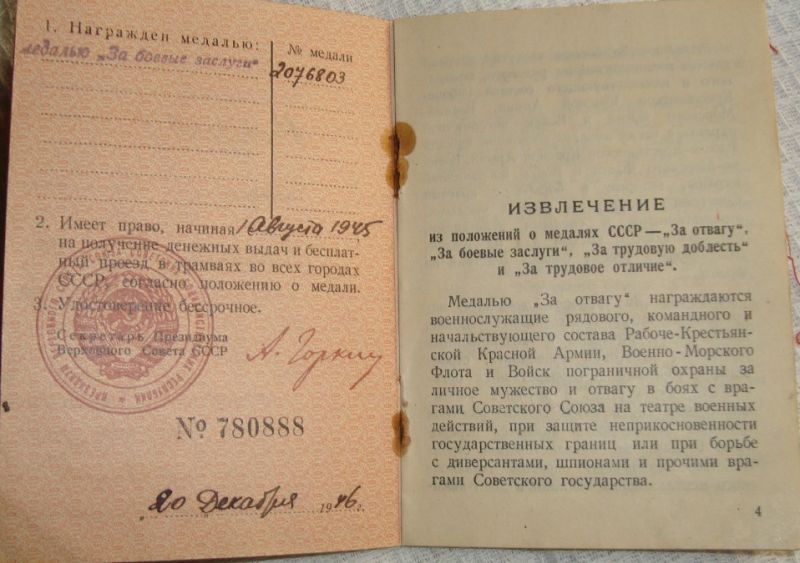 1. Награжден медалью:
№ медали
медалью „За боевые заслуги“
2076803
2. Имеет право, начиная 1 Августа 1945
на получение денежных выдач и бесплат-
ный проезд в трамваях во всех городах
СССР, согласно положению о медали.
3. Удостоверение бессрочное.
Секретарь Президиума
Верховного Совета СССР
А. Горкин
№ 780888
20 Декабря 1946 г.
ИЗВЛЕЧЕНИЕ
из положений о медалях СССР—„За отвагу“,
„За боевые заслуги“, „За трудовую доблесть“
и „За трудовое отличие“.
Медалью „За отвагу“ награждаются
военнослужащие рядового, командного и
начальствующего состава Рабоче-Крестьян-
ской Красной Армии, Военно-Морского
Флота и Войск пограничной охраны за
личное мужество и отвагу в боях с вра-
гами Советского Союза на театре военных
действий, при защите неприкосновенности
государственных границ или при борьбе
с диверсантами, шпионами и прочими вра-
гами Советского государства.
4